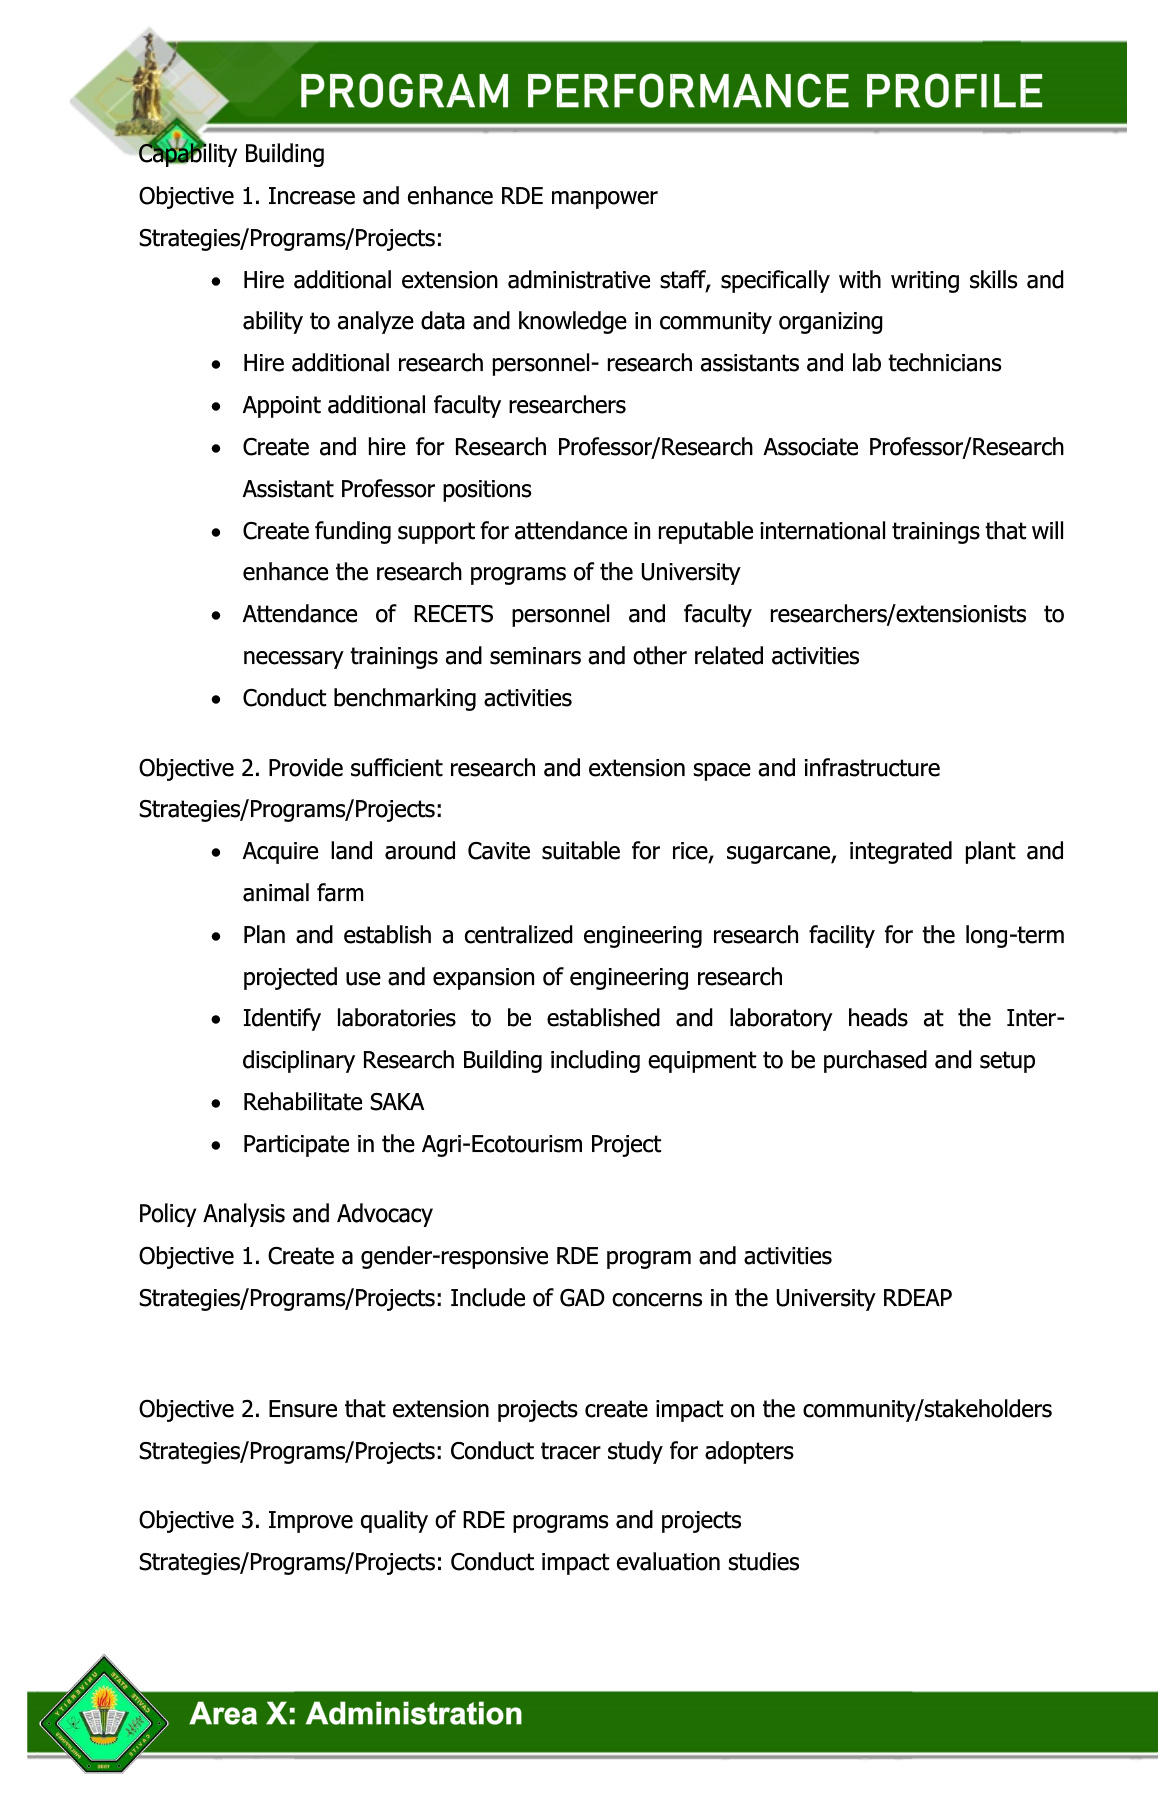 PROGRAM PERFORMANCE PROFILE
Capability Building
Objective 1. Increase and enhance RDE manpower
Strategies/Programs/Projects:
• Hire additional extension administrative staff, specifically with writing skills and
ability to analyze data and knowledge in community organizing
• Hire additional research personnel- research assistants and lab technicians
• Appoint additional faculty researchers
• Create and hire for Research Professor/Research Associate Professor/Research
Assistant Professor positions
• Create funding support for attendance in reputable international trainings that will
enhance the research programs of the University
• Attendance of RECETS personnel and faculty researchers/extensionists to
necessary trainings and seminars and other related activities
• Conduct benchmarking activities
Objective 2. Provide sufficient research and extension space and infrastructure
Strategies/Programs/Projects:
• Acquire land around Cavite suitable for rice, sugarcane, integrated plant and
animal farm
• Plan and establish a centralized engineering research facility for the long-term
projected use and expansion of engineering research
• Identify laboratories to be established and laboratory heads at the Inter-
disciplinary Research Building including equipment to be purchased and setup
• Rehabilitate SAKA
• Participate in the Agri-Ecotourism Project
Policy Analysis and Advocacy
Objective 1. Create a gender-responsive RDE program and activities
Strategies/Programs/Projects: Include of GAD concerns in the University RDEAP
Objective 2. Ensure that extension projects create impact on the community/stakeholders
Strategies/Programs/Projects: Conduct tracer study for adopters
Objective 3. Improve quality of RDE programs and projects
Strategies/Programs/Projects: Conduct impact evaluation studies
CAVITE STATE UNIVERSITY
Area X: Administration